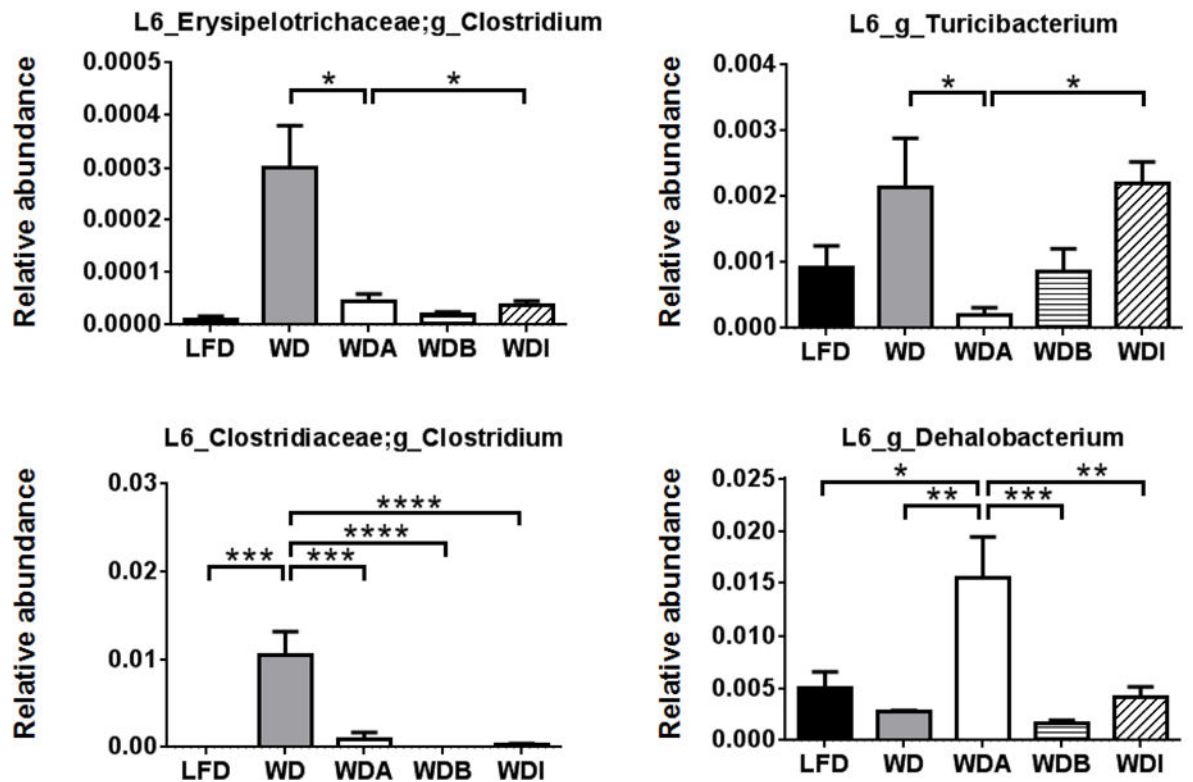 L6_Erysipelotrichaceae;g_Clostridium
Relative abundance
0.0005
0.0004
0.0003
0.0002
0.0001
0.0000
* *
LFD WD WDA WDB WDI
L6_g_Turicibacterium
Relative abundance
0.004
0.003
0.002
0.001
0.000
* *
LFD WD WDA WDB WDI
L6_Clostridiaceae;g_Clostridium
Relative abundance
0.03
0.02
0.01
0.00
****
****
*** ***
LFD WD WDA WDB WDI
L6_g_Dehalobacterium
Relative abundance
0.025
0.020
0.015
0.010
0.005
0.000
* **
** ***
LFD WD WDA WDB WDI